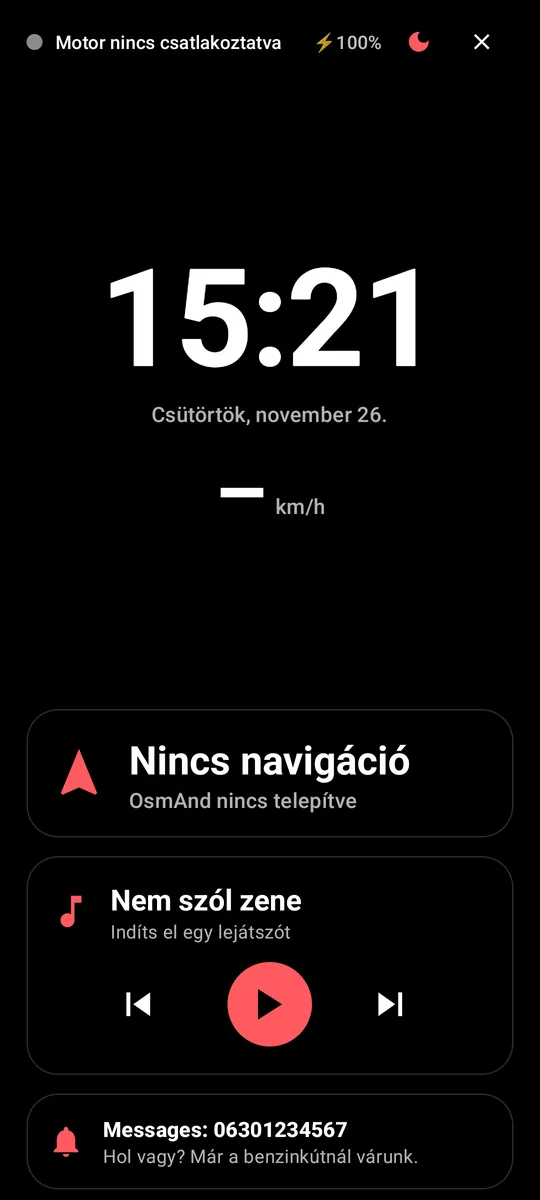 Motor nincs csatlakoztatva ⚡100%
15:21
Csütörtök, november 26.
km/h
Nincs navigáció
OsmAnd nincs telepítve
Nem szól zene
Indíts el egy lejátszót
Messages: 06301234567
Hol vagy? Már a benzinkútnál várunk.